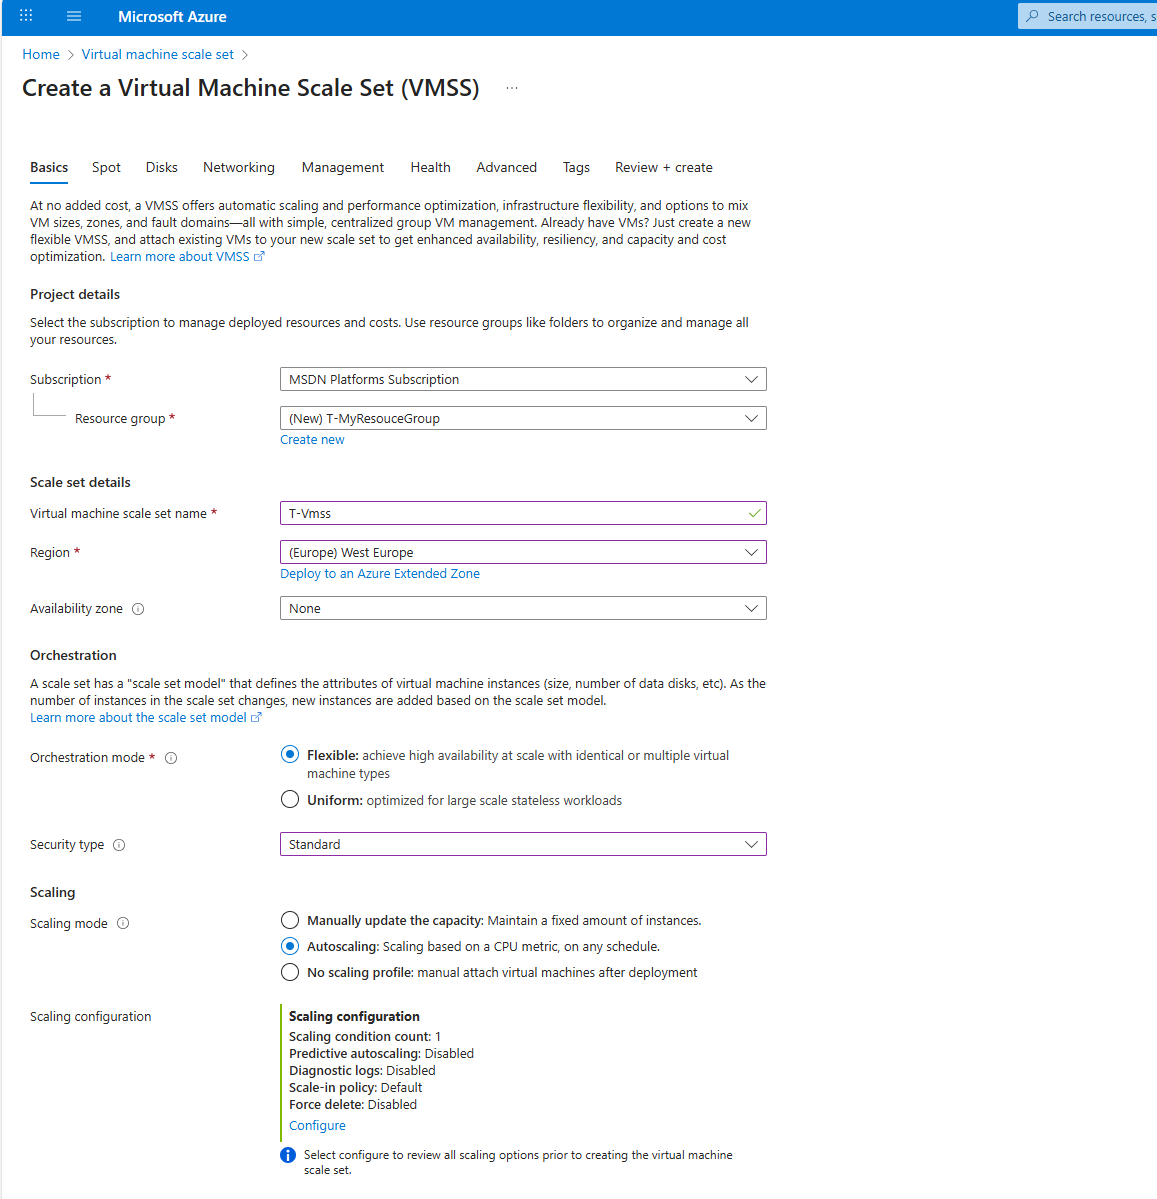 Microsoft Azure
Search resources, s
Home > Virtual machine scale set >
Create a Virtual Machine Scale Set (VMSS) ...
Basics Spot Disks Networking Management Health Advanced Tags Review + create
At no added cost, a VMSS offers automatic scaling and performance optimization, infrastructure flexibility, and options to mix
VM sizes, zones, and fault domains—all with simple, centralized group VM management. Already have VMs? Just create a new
flexible VMSS, and attach existing VMs to your new scale set to get enhanced availability, resiliency, and capacity and cost
optimization. Learn more about VMSS
Project details
Select the subscription to manage deployed resources and costs. Use resource groups like folders to organize and manage all
your resources.
Subscription *
MSDN Platforms Subscription
Resource group *
(New) T-MyResouceGroup
Create new
Scale set details
Virtual machine scale set name *
T-Vmss
Region *
(Europe) West Europe
Deploy to an Azure Extended Zone
Availability zone
None
Orchestration
A scale set has a "scale set model" that defines the attributes of virtual machine instances (size, number of data disks, etc). As the
number of instances in the scale set changes, new instances are added based on the scale set model.
Learn more about the scale set model
Orchestration mode *
Flexible: achieve high availability at scale with identical or multiple virtual
machine types
Uniform: optimized for large scale stateless workloads
Security type
Standard
Scaling
Scaling mode
Manually update the capacity: Maintain a fixed amount of instances.
Autoscaling: Scaling based on a CPU metric, on any schedule.
No scaling profile: manual attach virtual machines after deployment
Scaling configuration
Scaling configuration
Scaling condition count: 1
Predictive autoscaling: Disabled
Diagnostic logs: Disabled
Scale-in policy: Default
Force delete: Disabled
Configure
Select configure to review all scaling options prior to creating the virtual machine
scale set.